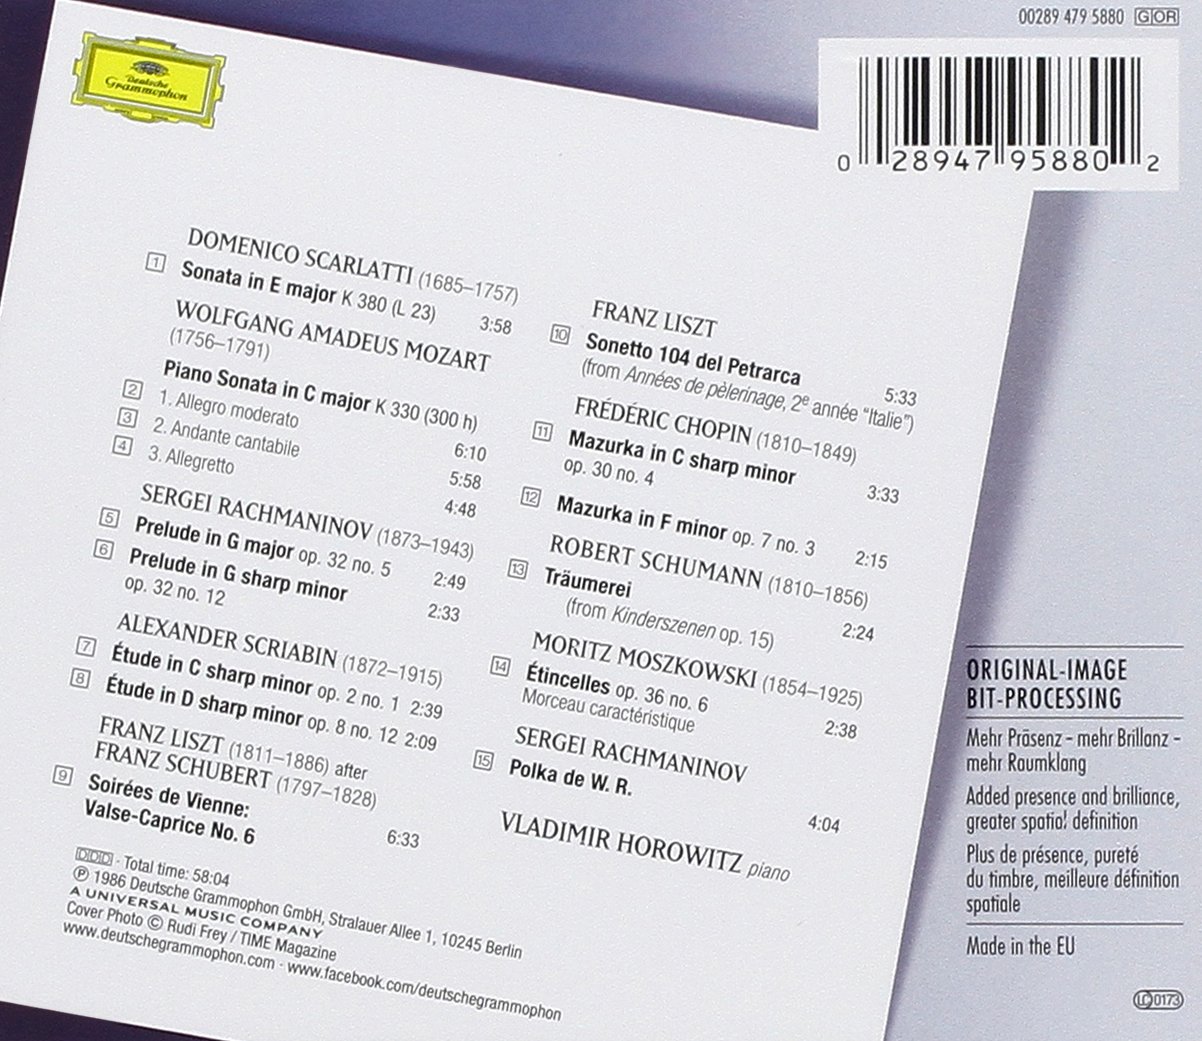 00289 479 5880 GOR
Deutsche
Grammophon
0 28947 95880 2
DOMENICO SCARLATTI (1685–1757)
1 Sonata in E major K 380 (L 23) 3:58
WOLFGANG AMADEUS MOZART
(1756–1791)
Piano Sonata in C major K 330 (300 h)
2 1. Allegro moderato 6:10
3 2. Andante cantabile 5:58
4 3. Allegretto 4:48
SERGEI RACHMANINOV (1873–1943)
5 Prelude in G major op. 32 no. 5 2:49
6 Prelude in G sharp minor
op. 32 no. 12 2:33
ALEXANDER SCRIABIN (1872–1915)
7 Étude in C sharp minor op. 2 no. 1 2:39
8 Étude in D sharp minor op. 8 no. 12 2:09
FRANZ LISZT (1811–1886) after
FRANZ SCHUBERT (1797–1828)
9 Soirées de Vienne:
Valse-Caprice No. 6 6:33
FRANZ LISZT
10 Sonetto 104 del Petrarca 5:33
(from Années de pèlerinage, 2e année “Italie”)
FRÉDÉRIC CHOPIN (1810–1849)
11 Mazurka in C sharp minor
op. 30 no. 4 3:33
12 Mazurka in F minor op. 7 no. 3 2:15
ROBERT SCHUMANN (1810–1856)
13 Träumerei 2:24
(from Kinderszenen op. 15)
MORITZ MOSZKOWSKI (1854–1925)
14 Étincelles op. 36 no. 6 2:38
Morceau caractéristique
SERGEI RACHMANINOV
15 Polka de W. R. 4:04
VLADIMIR HOROWITZ piano
DDD · Total time: 58:04
℗ 1986 Deutsche Grammophon GmbH, Stralauer Allee 1, 10245 Berlin
A UNIVERSAL MUSIC COMPANY
Cover Photo © Rudi Frey / TIME Magazine
www.deutschegrammophon.com · www.facebook.com/deutschegrammophon
ORIGINAL-IMAGE
BIT-PROCESSING
Mehr Präsenz – mehr Brillanz –
mehr Raumklang
Added presence and brilliance,
greater spatial definition
Plus de présence, pureté
du timbre, meilleure définition
spatiale
Made in the EU
LC 0173